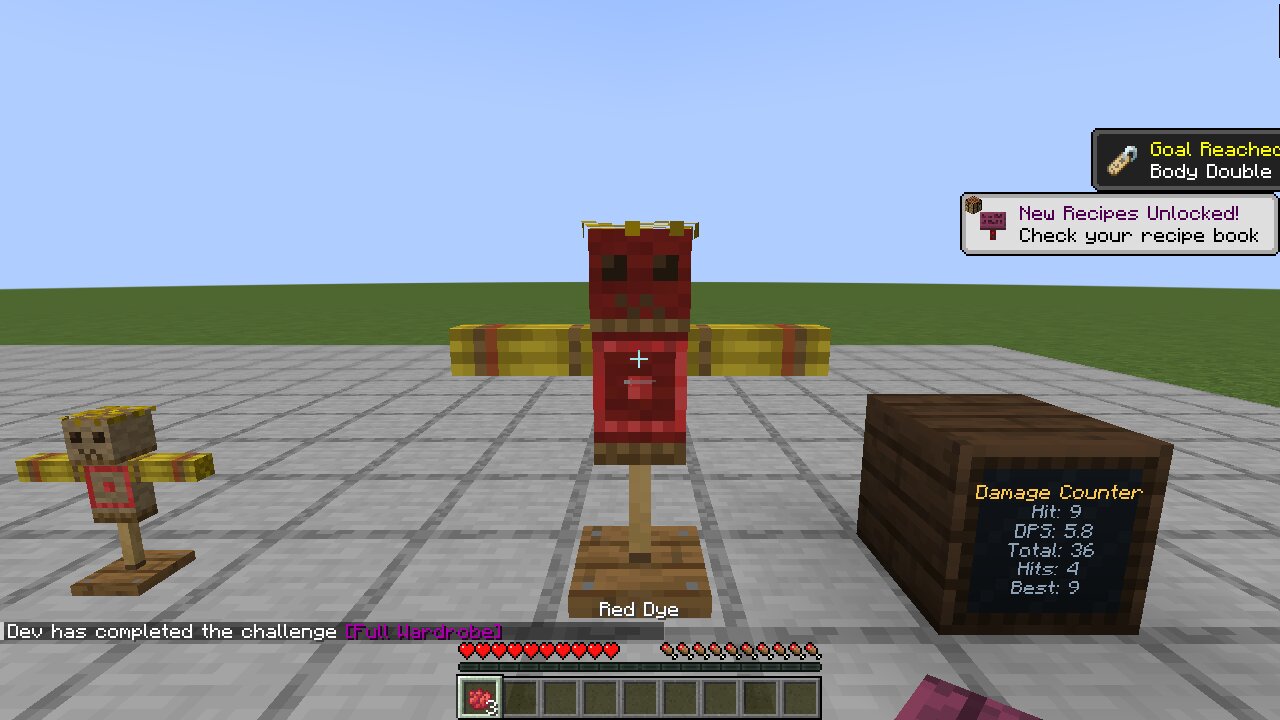 Goal Reached
Body Double
New Recipes Unlocked!
Check your recipe book
Damage Counter
Hit: 9
DPS: 5.8
Total: 36
Hits: 4
Best: 9
Red Dye
Dev has completed the challenge [Full Wardrobe]
3